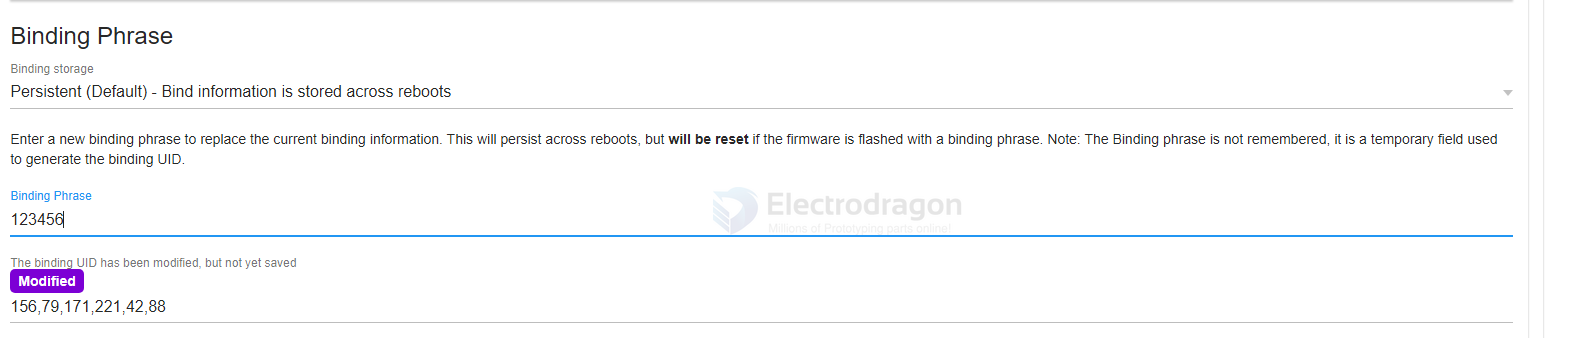 Binding Phrase
Binding storage
Persistent (Default) - Bind information is stored across reboots
Enter a new binding phrase to replace the current binding information. This will persist across reboots, but will be reset if the firmware is flashed with a binding phrase. Note: The Binding phrase is not remembered, it is a temporary field used
to generate the binding UID.
Binding Phrase
123456
Electrodragon
Millions of Prototyping parts online!
The binding UID has been modified, but not yet saved
Modified
156,79,171,221,42,88